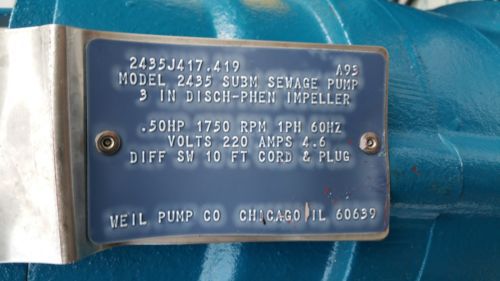 2435J417.419 A93
MODEL 2435 SUBM SEWAGE PUMP
3 IN DISCH-PHEN IMPELLER
.50HP 1750 RPM 1PH 60HZ
VOLTS 220 AMPS 4.6
DIFF SW 10 FT CORD & PLUG
WEIL PUMP CO CHICAGO IL 60639